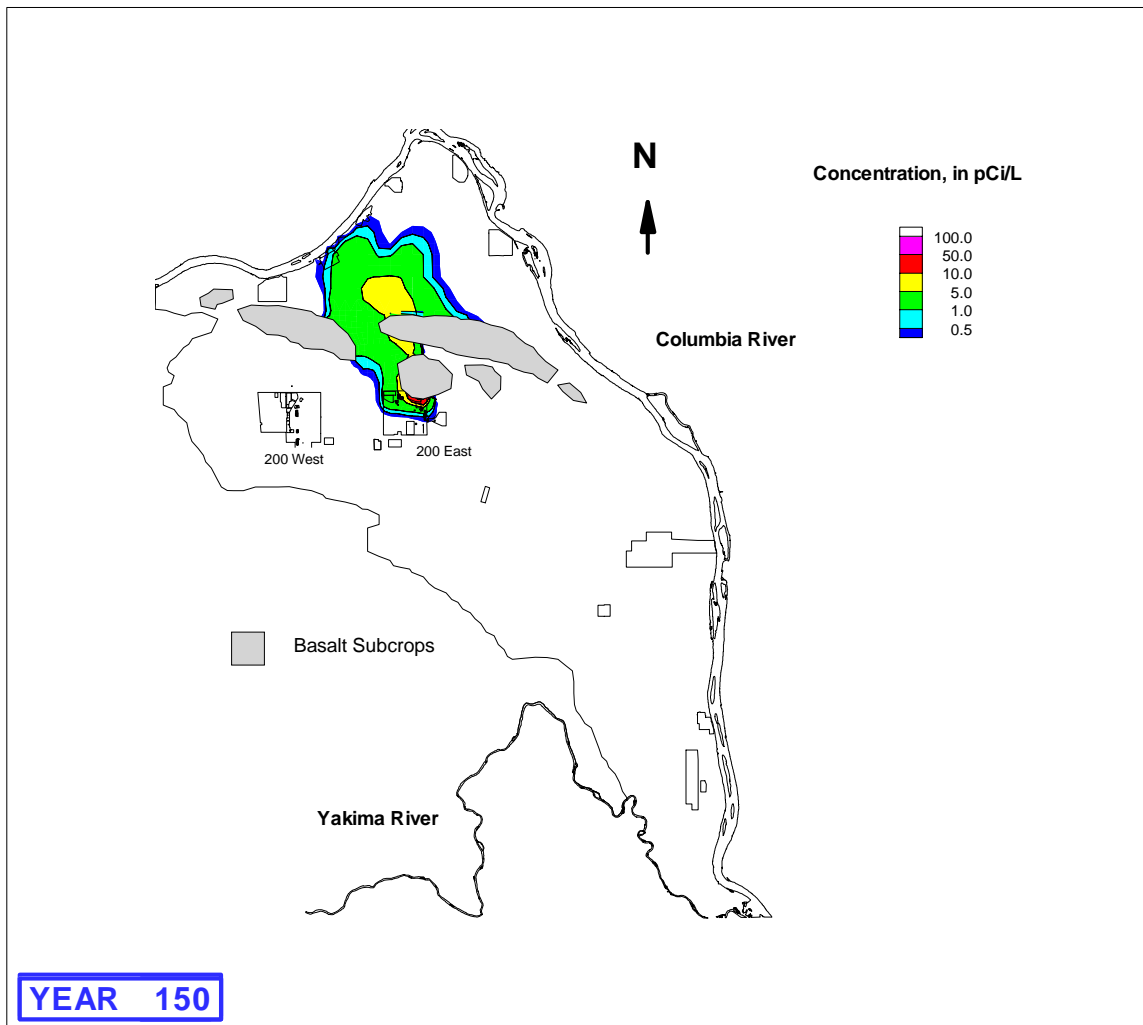 N
Concentration, in pCi/L
100.0
50.0
10.0
5.0
1.0
0.5
Columbia River
200 West
200 East
Basalt Subcrops
Yakima River
YEAR 150